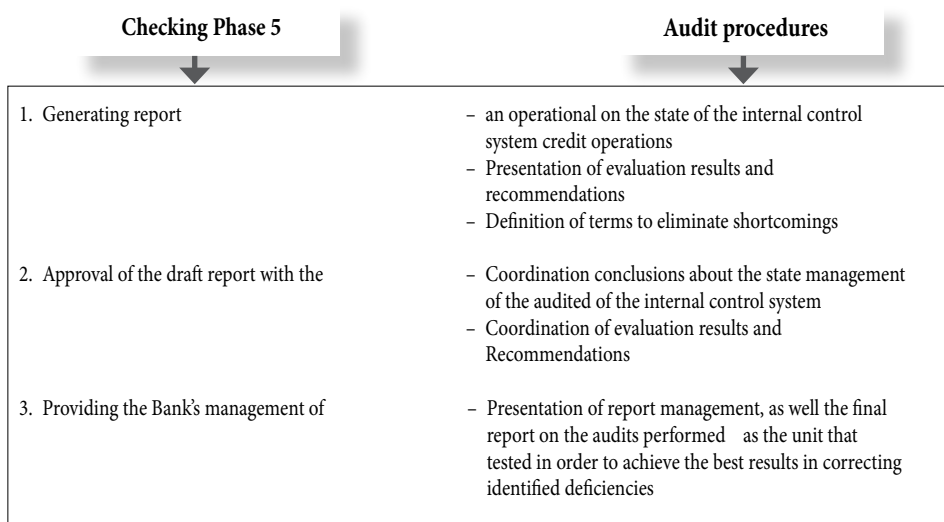 Checking Phase 5
Audit procedures
1. Generating report
– an operational on the state of the internal control
system credit operations
– Presentation of evaluation results and
recommendations
– Definition of terms to eliminate shortcomings
2. Approval of the draft report with the
– Coordination conclusions about the state management
of the audited of the internal control system
– Coordination of evaluation results and
Recommendations
3. Providing the Bank's management of
– Presentation of report management, as well the final
report on the audits performed as the unit that
tested in order to achieve the best results in correcting
identified deficiencies